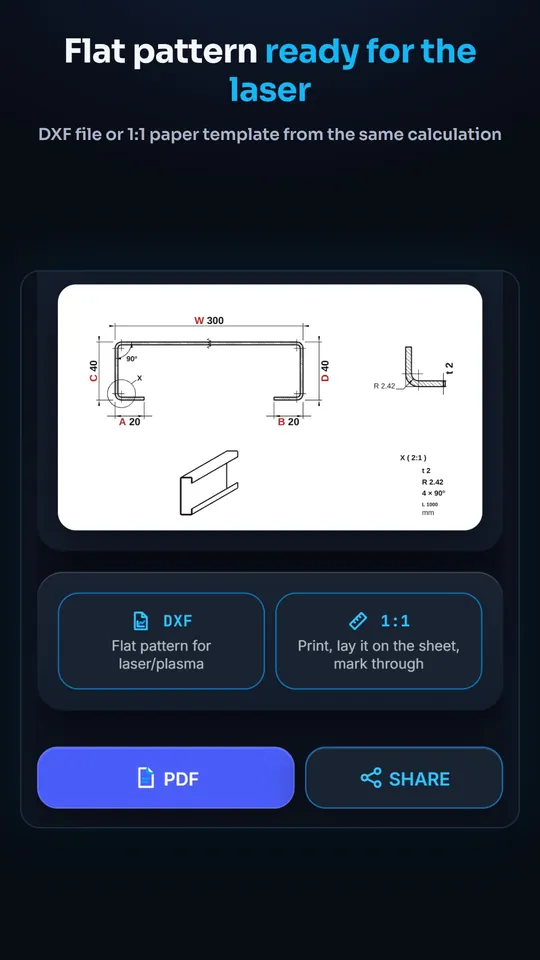 Flat pattern ready for the
laser
DXF file or 1:1 paper template from the same calculation
W 300
90°
C 40
X
D 40
A 20
B 20
R 2.42
t 2
X ( 2:1 )
t 2
R 2.42
4 × 90°
L 1000
mm
DXF
Flat pattern for
laser/plasma
1:1
Print, lay it on the sheet,
mark through
PDF
SHARE